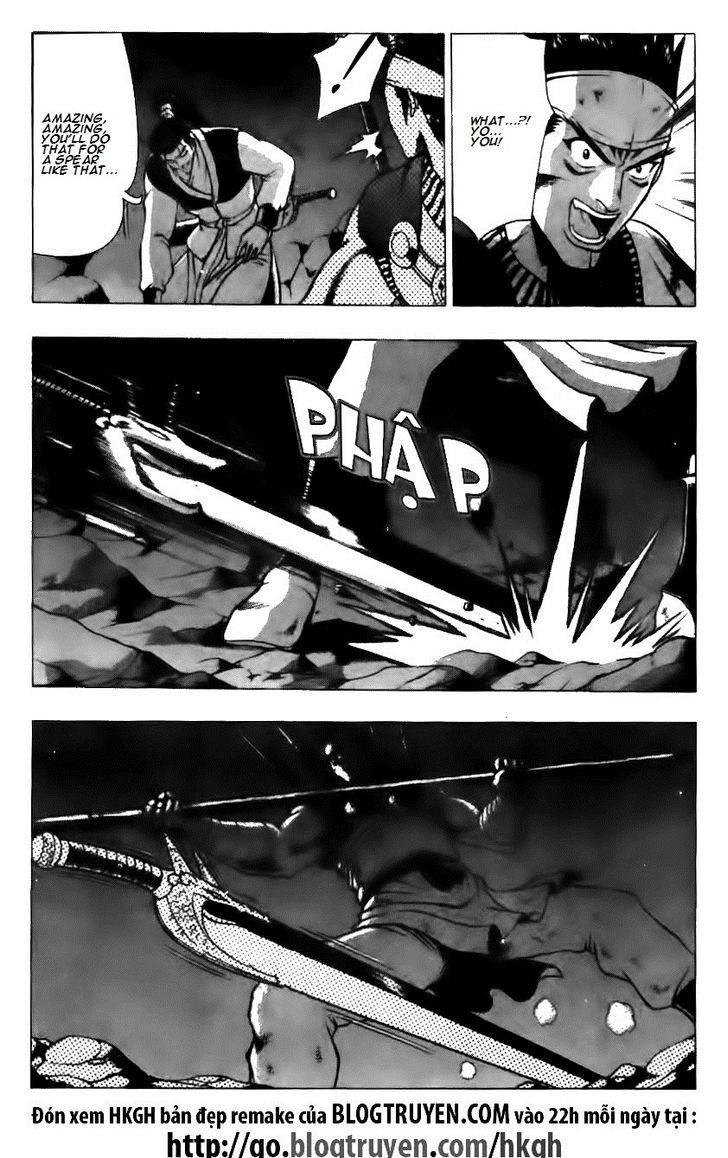 AMAZING,
AMAZING,
YOU'LL DO
THAT FOR
A SPEAR
LIKE THAT...
WHAT...?!
YO...
YOU!
PHẬP
Đón xem HKGH bản đẹp remake của BLOGTRUYEN.COM vào 22h mỗi ngày tại :
http://go.blogtruyen.com/hkgh